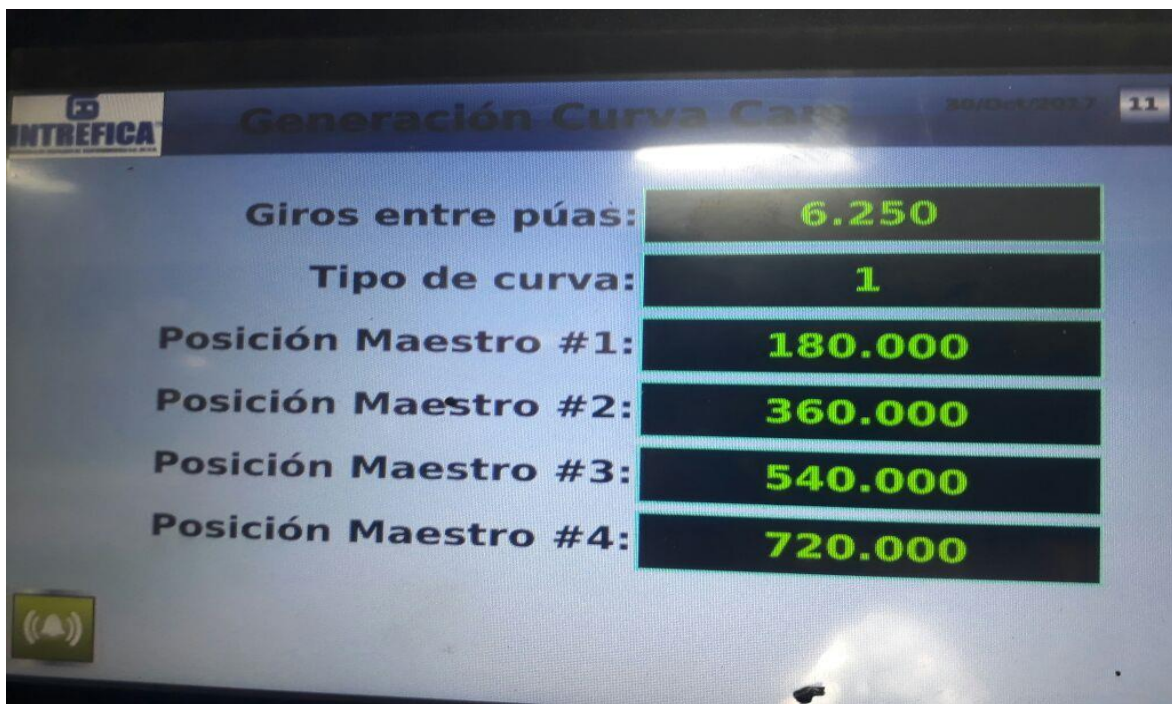 INTREFICA
Generación Curva Cam
30/Oct/2017
11
Giros entre púas: 6.250
Tipo de curva: 1
Posición Maestro #1: 180.000
Posición Maestro #2: 360.000
Posición Maestro #3: 540.000
Posición Maestro #4: 720.000